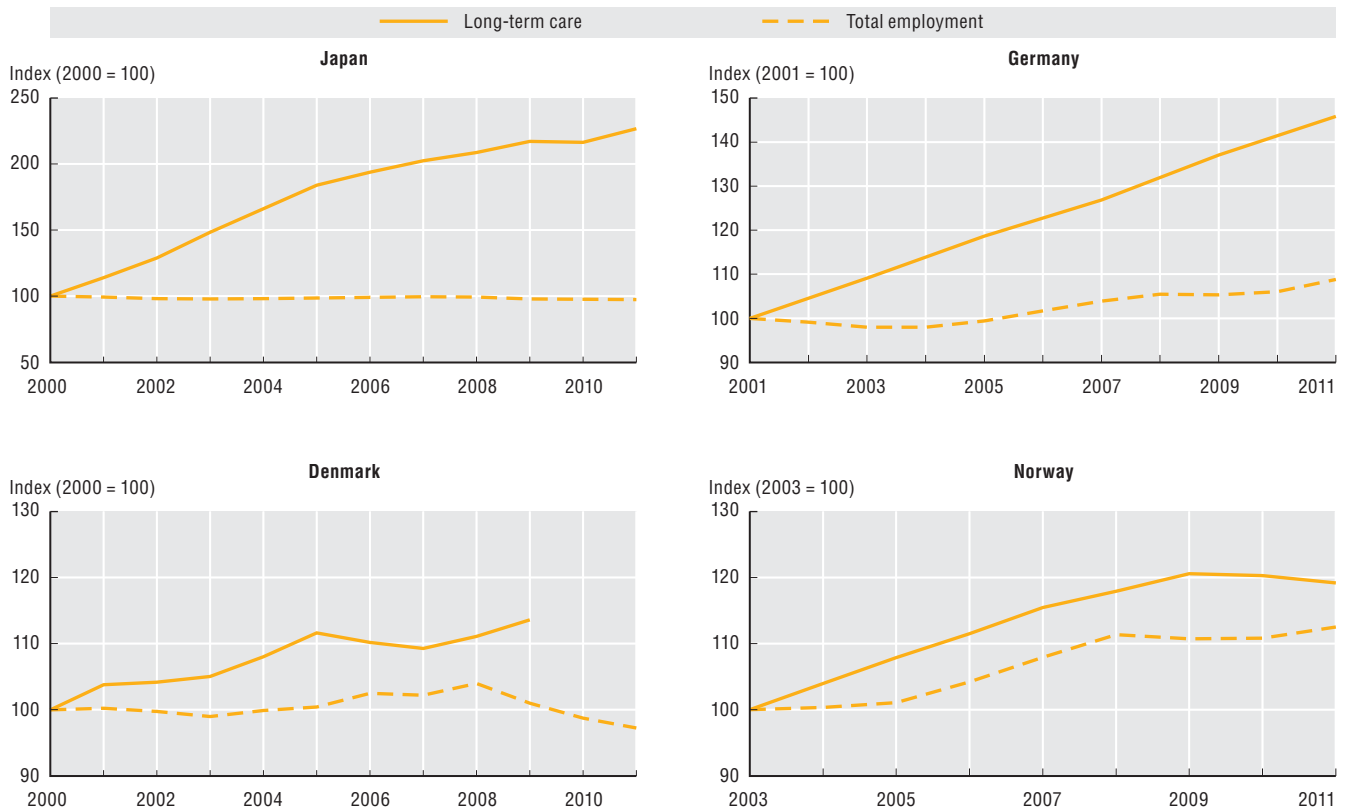 Long-term care Total employment
Japan
Index (2000 = 100)
250
200
150
100
50
2000 2002 2004 2006 2008 2010
Germany
Index (2001 = 100)
150
140
130
120
110
100
90
2001 2003 2005 2007 2009 2011
Denmark
Index (2000 = 100)
130
120
110
100
90
2000 2002 2004 2006 2008 2010
Norway
Index (2003 = 100)
130
120
110
100
90
2003 2005 2007 2009 2011